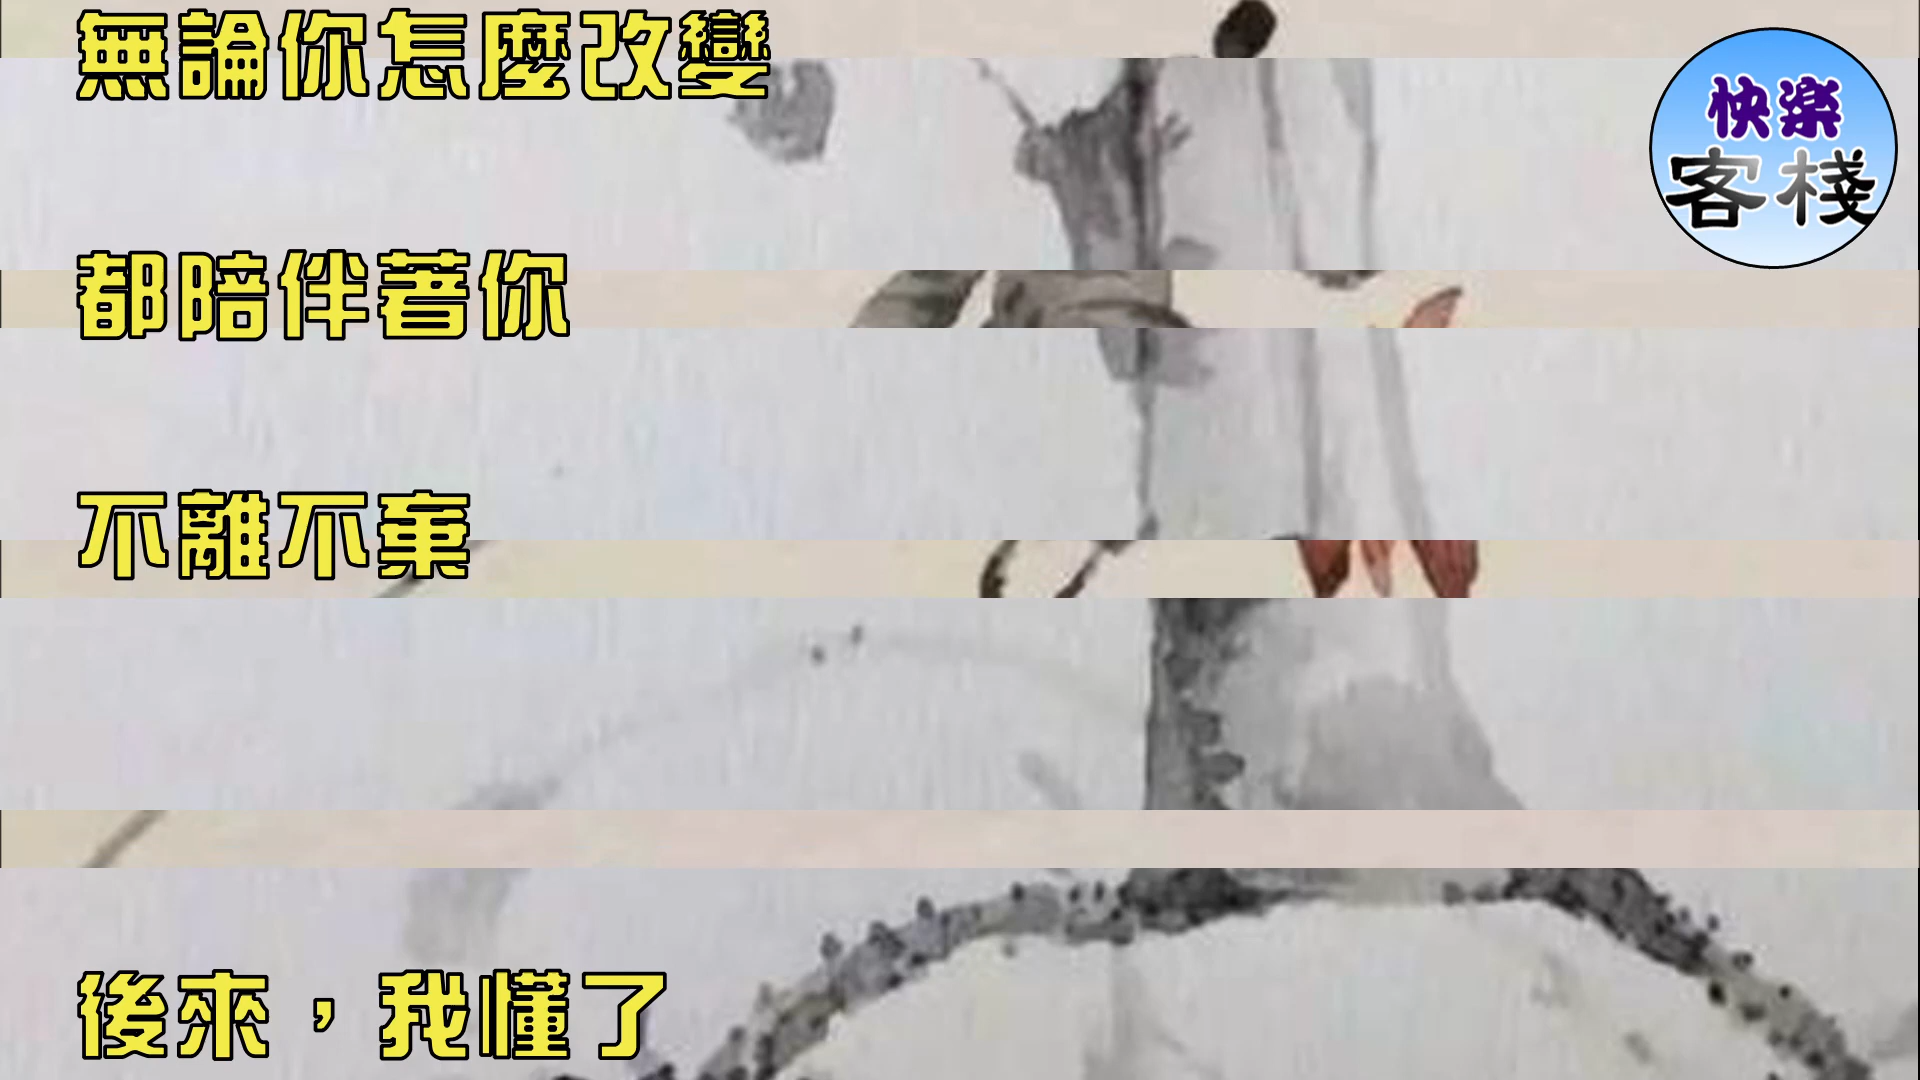 無論你怎麼改變
都陪伴著你
不離不棄
後來，我懂了
快楽
客棧